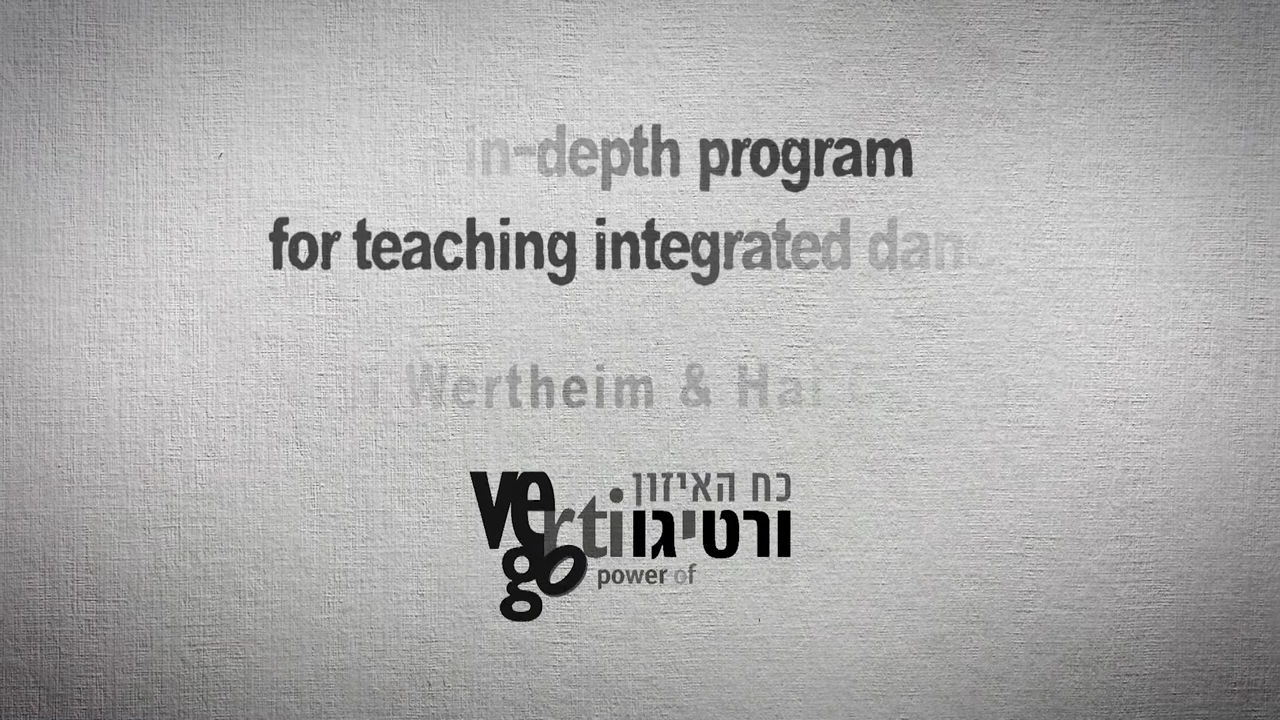 in-depth program
for teaching integrated
Wertheim &
כח האיזון
vertigo ורטיגו
power of